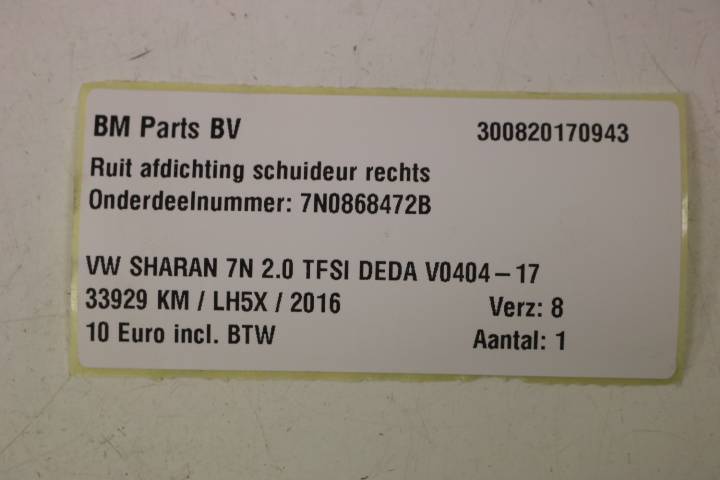 BM Parts BV 300820170943
Ruit afdichting schuideur rechts
Onderdeelnummer: 7N0868472B
VW SHARAN 7N 2.0 TFSI DEDA V0404-17
33929 KM / LH5X / 2016 Verz: 8
10 Euro incl. BTW Aantal: 1